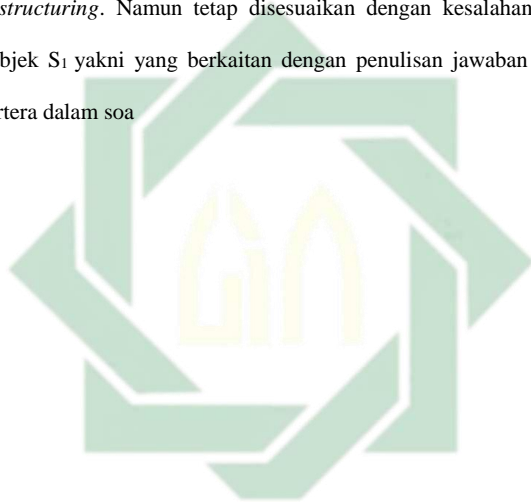 structuring. Namun tetap disesuaikan dengan kesalahan
bjek S1 yakni yang berkaitan dengan penulisan jawaban
rtera dalam soa